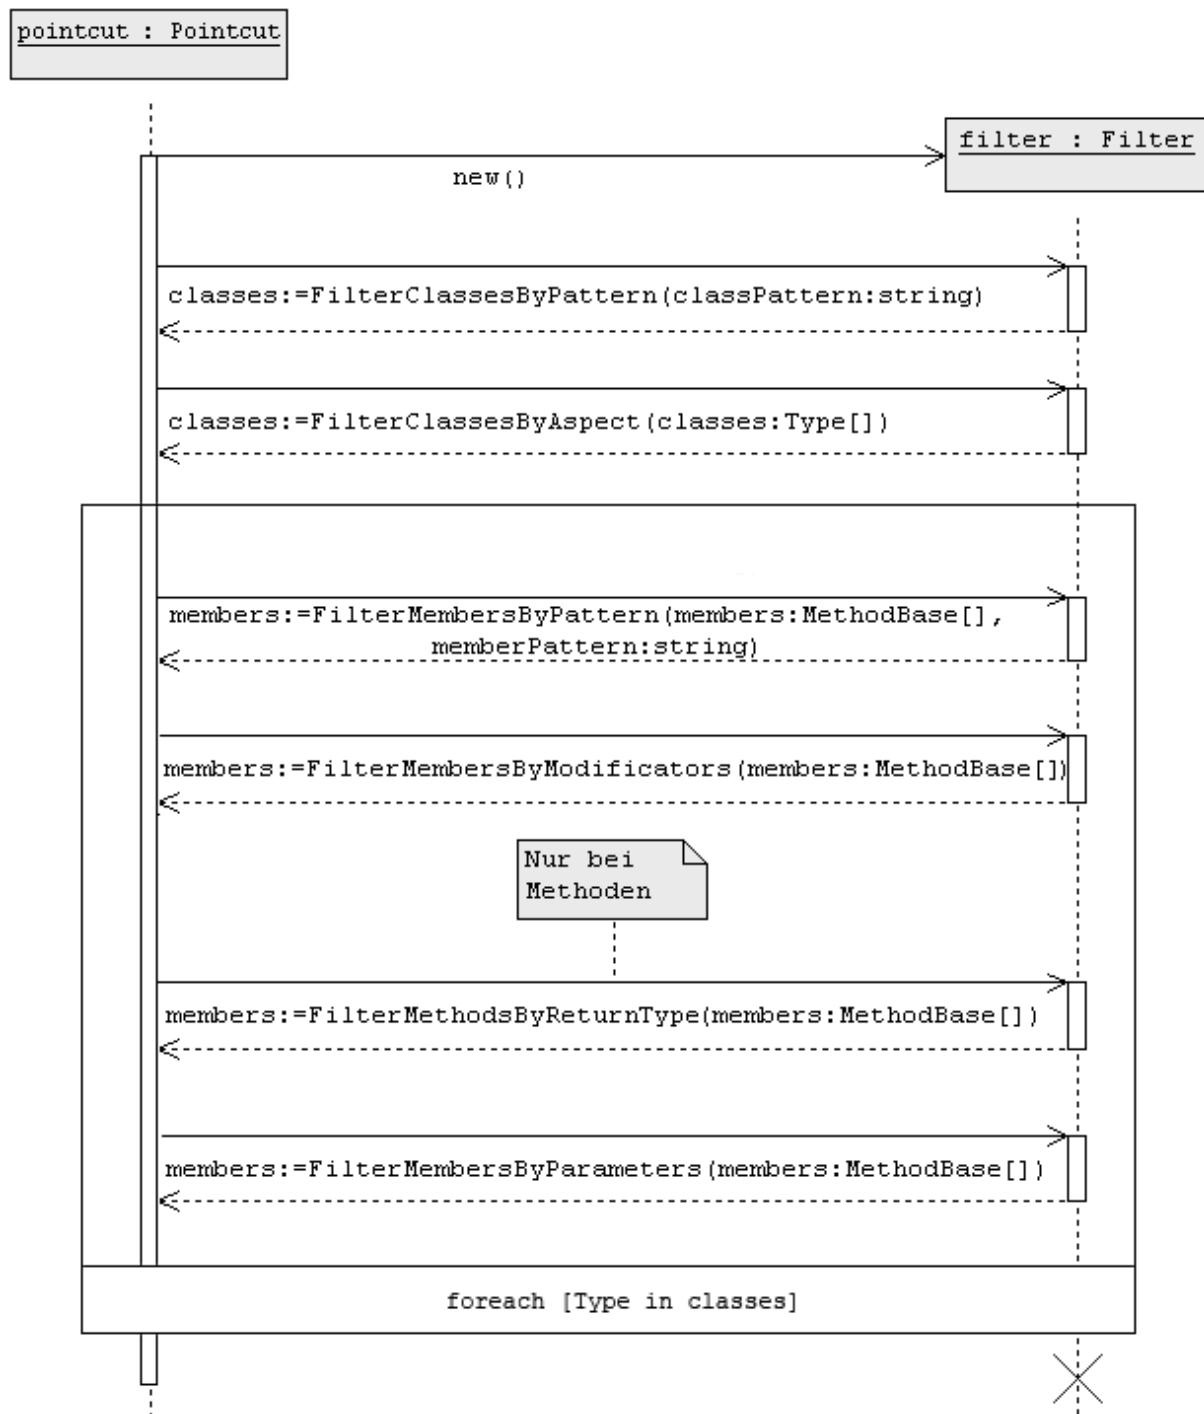 pointcut : Pointcut
filter : Filter
new()
classes:=FilterClassesByPattern(classPattern:string)
classes:=FilterClassesByAspect(classes:Type[])
members:=FilterMembersByPattern(members:MethodBase[],
memberPattern:string)
members:=FilterMembersByModificators(members:MethodBase[])
Nur bei
Methoden
members:=FilterMethodsByReturnType(members:MethodBase[])
members:=FilterMembersByParameters(members:MethodBase[])
foreach [Type in classes]